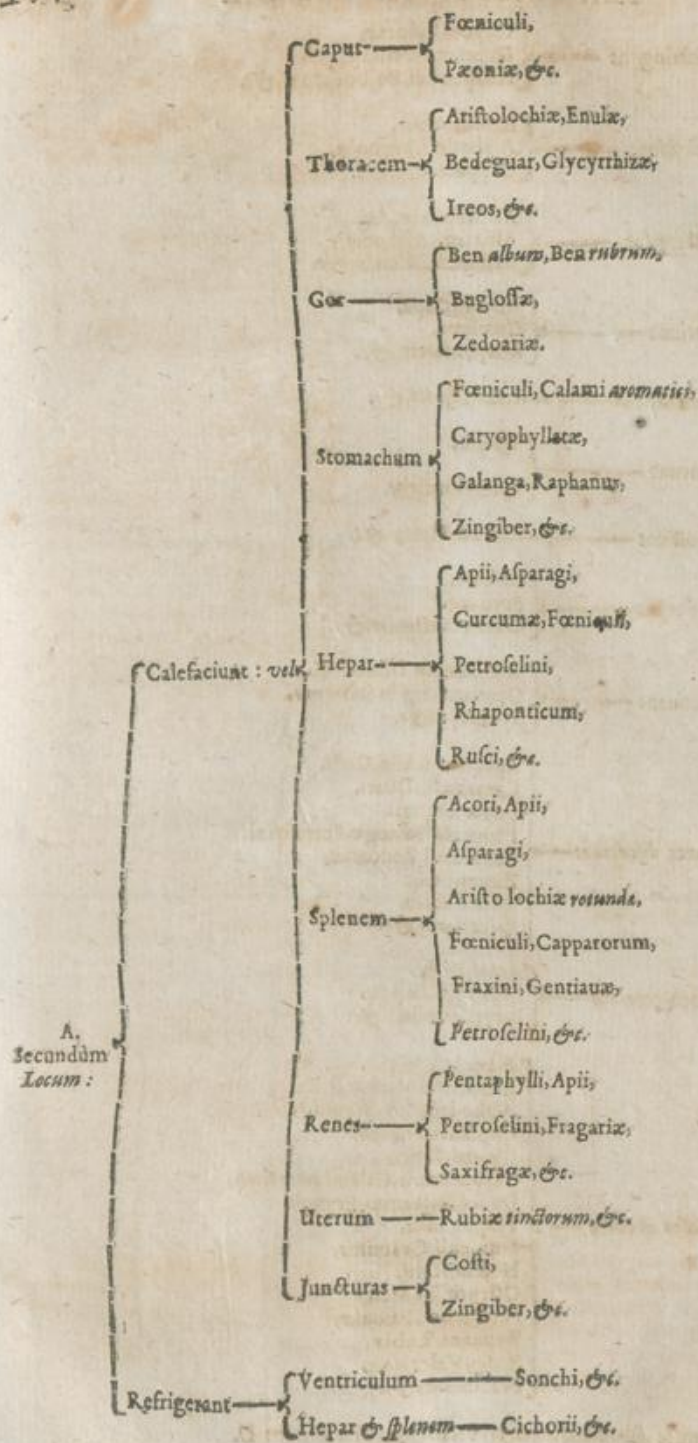 Caput
Fœniculi,
Pæoniæ, &c.
Thoracem
Aristolochiæ, Enulæ,
Bedeguar, Glycyrrhizæ,
Ireos, &c.
Cor
Ben album, Ben rubrum,
Buglossæ,
Zedoariæ.
Stomachum
Fœniculi, Calami aromatici,
Caryophyllatæ,
Galanga, Raphanus,
Zingiber, &c.
A.
Secundùm
Locum:
Calefaciunt: vel
Hepar
Apii, Asparagi,
Curcumæ, Fœniculi,
Petroselini,
Rhaponticum,
Rusci, &c.
Splenem
Acori, Apii,
Asparagi,
Aristo lochiæ rotundæ,
Fœniculi, Capparorum,
Fraxini, Gentiauæ,
Petroselini, &c.
Renes
Pentaphylli, Apii,
Petroselini, Fragariæ,
Saxifragæ, &c.
Uterum
Rubiæ tinctorum, &c.
Juncturas
Costi,
Zingiber, &c.
Refrigerant
Ventriculum
Sonchi, &c.
Hepar & splenem
Cichorii, &c.